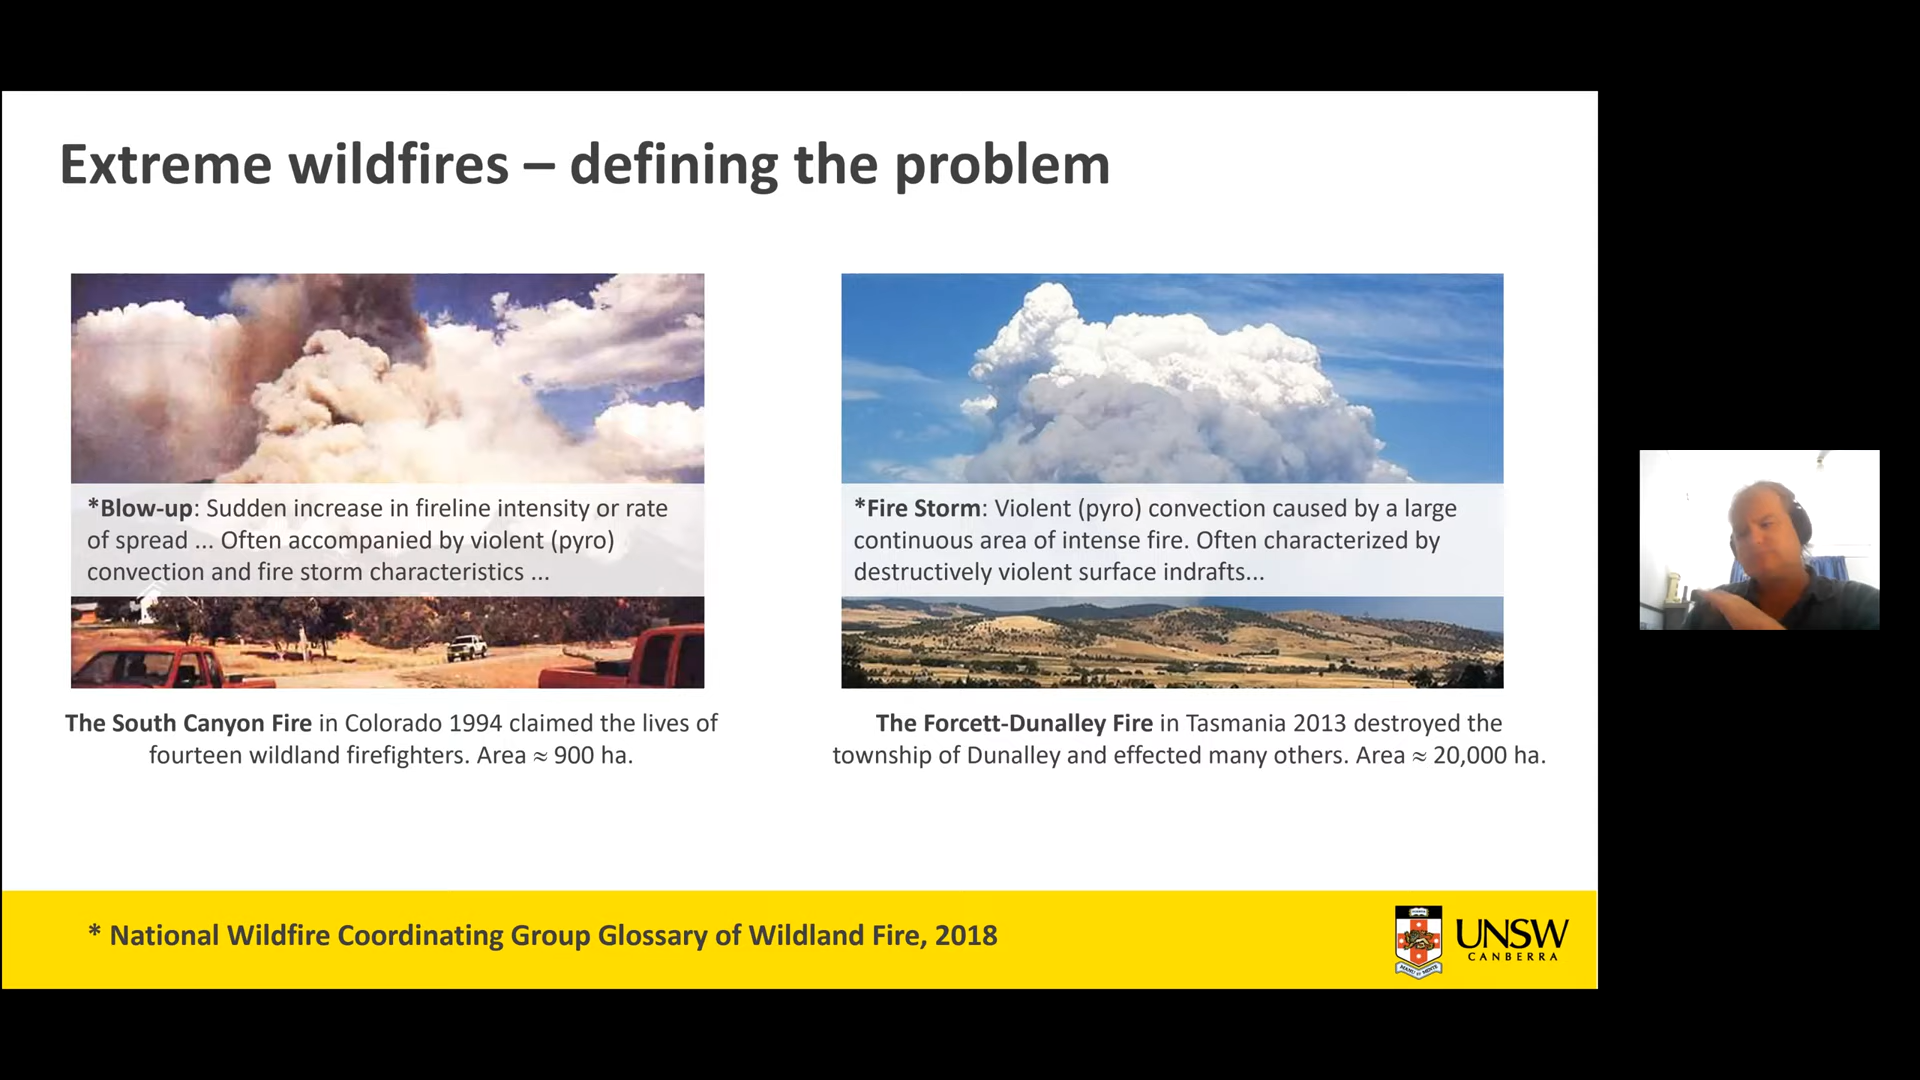 Extreme wildfires – defining the problem
*Blow-up: Sudden increase in fireline intensity or rate
of spread ... Often accompanied by violent (pyro)
convection and fire storm characteristics ...
The South Canyon Fire in Colorado 1994 claimed the lives of
fourteen wildland firefighters. Area ≈ 900 ha.
*Fire Storm: Violent (pyro) convection caused by a large
continuous area of intense fire. Often characterized by
destructively violent surface indrafts...
The Forcett-Dunalley Fire in Tasmania 2013 destroyed the
township of Dunalley and effected many others. Area ≈ 20,000 ha.
* National Wildfire Coordinating Group Glossary of Wildland Fire, 2018
UNSW
CANBERRA